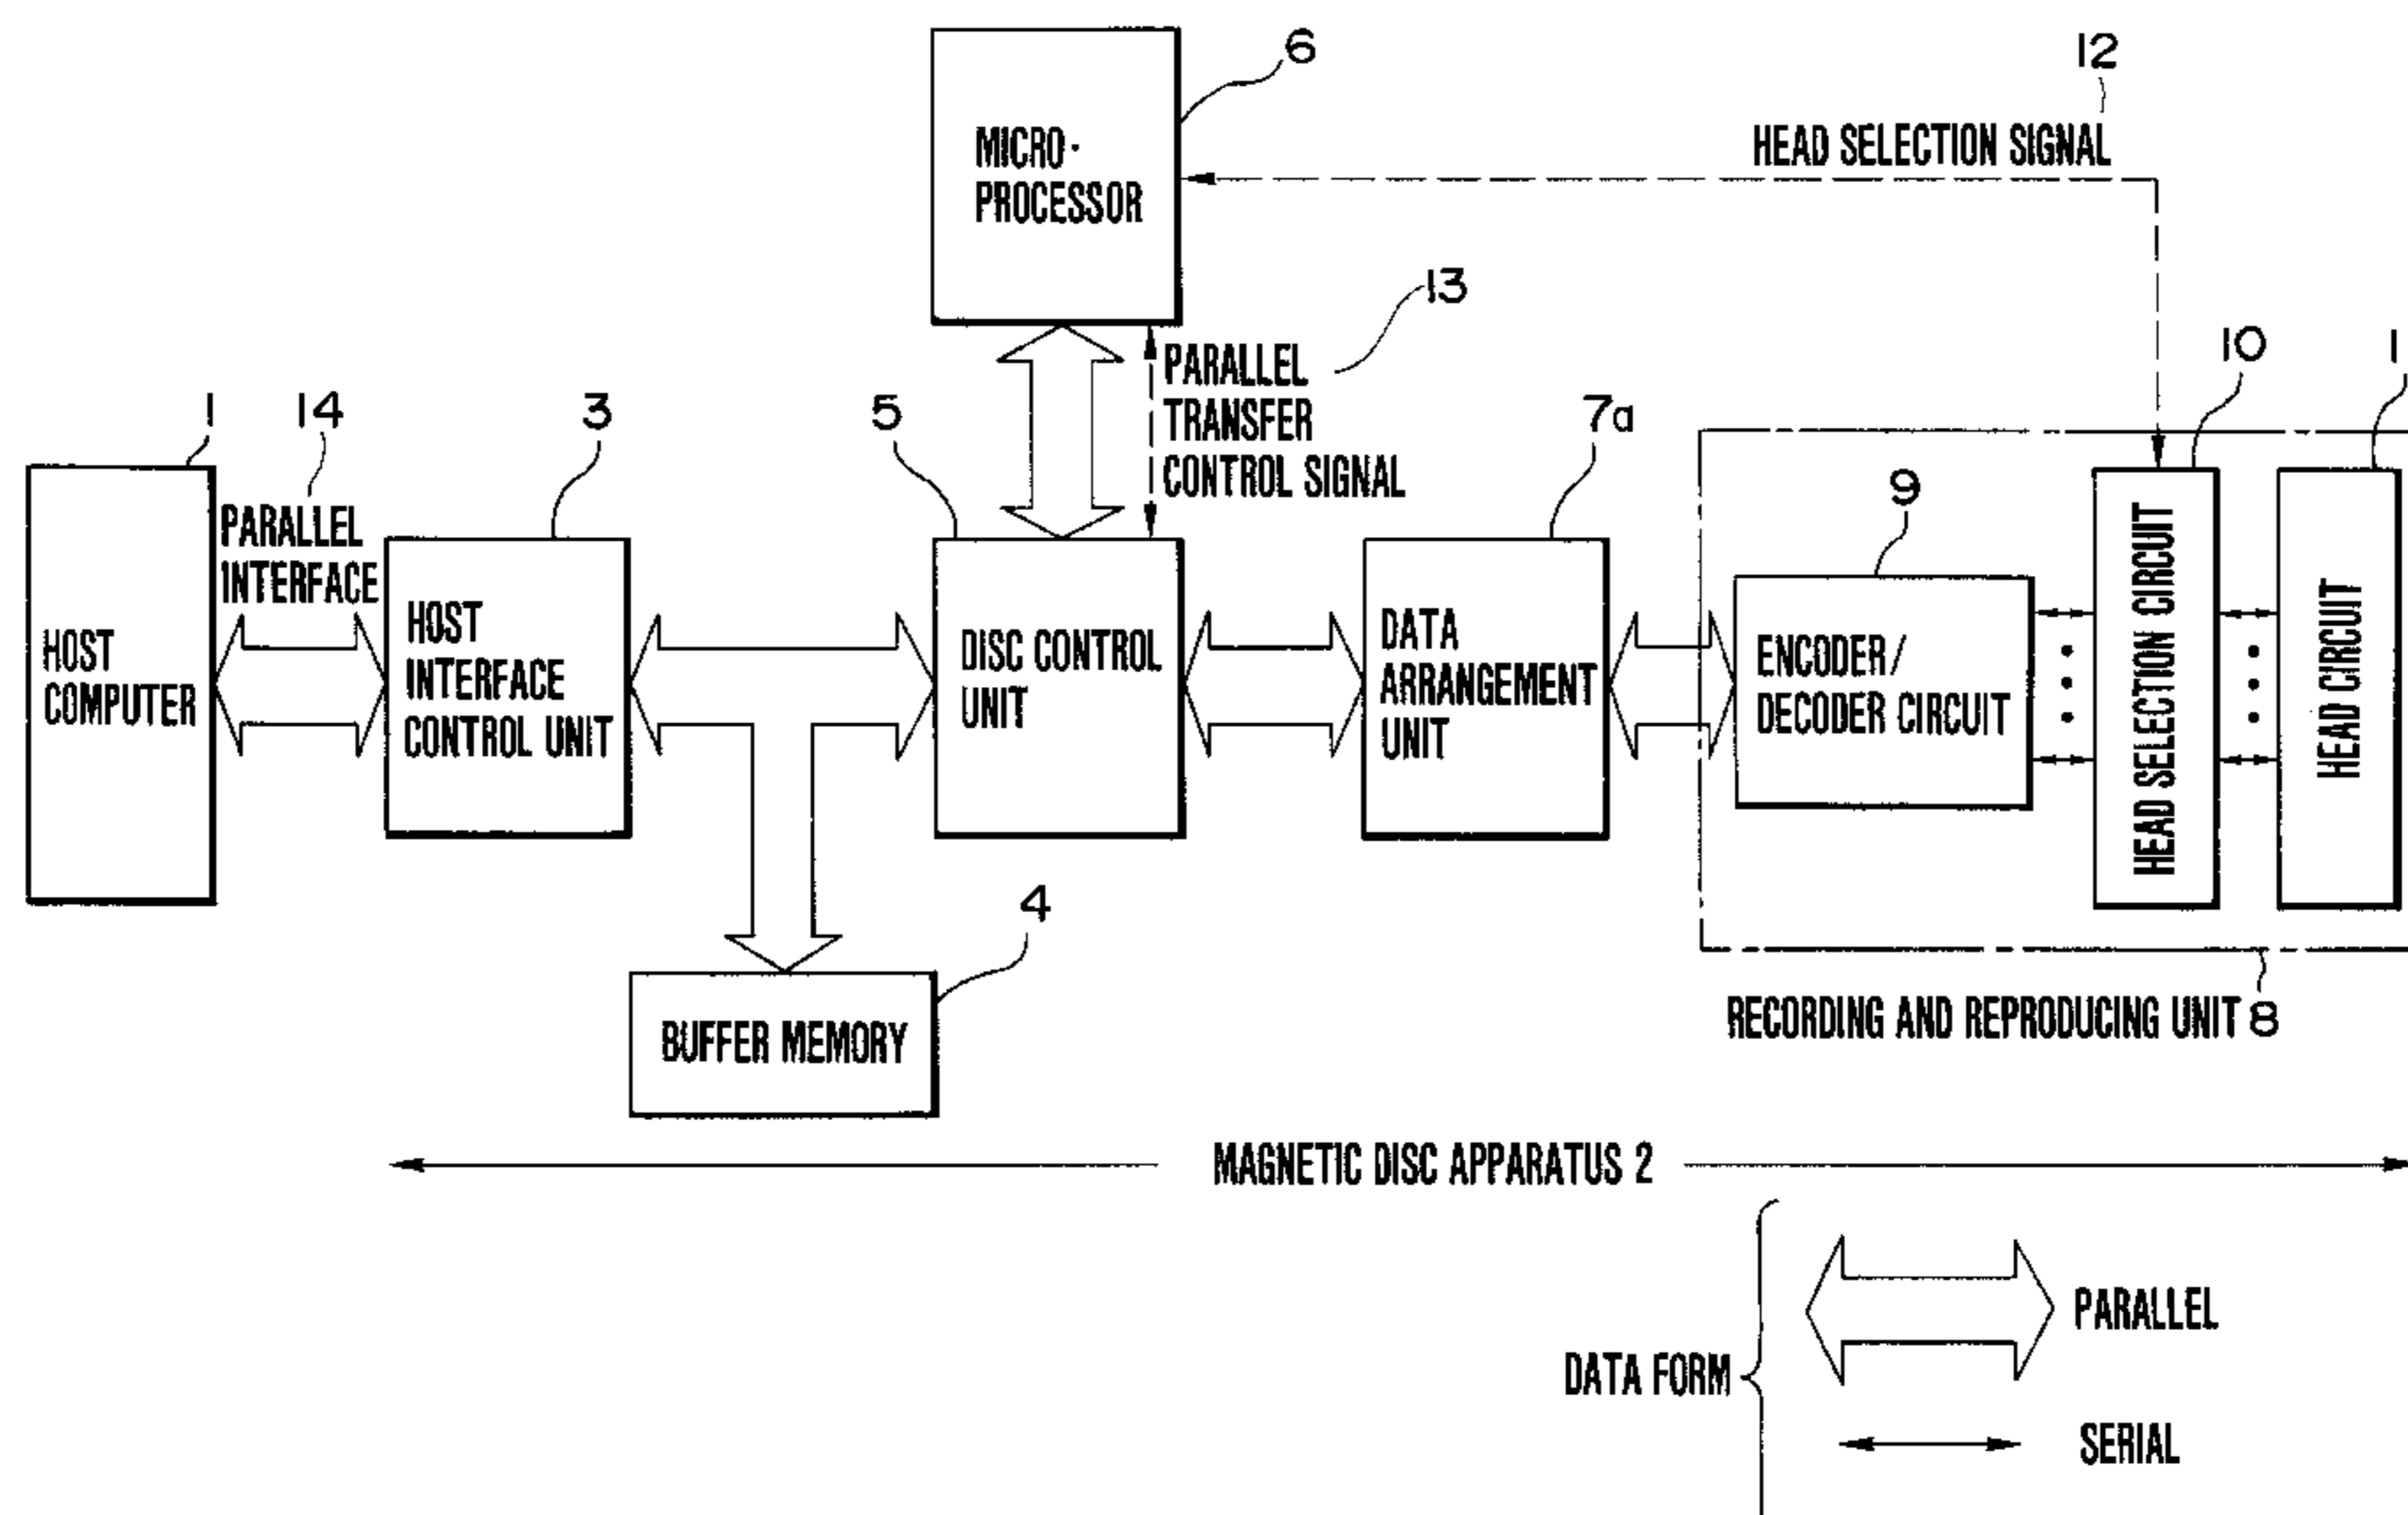 6
12
MICRO-
PROCESSOR
HEAD SELECTION SIGNAL
13
PARALLEL
TRANSFER
CONTROL SIGNAL
1
14
3
5
7a
10
1
PARALLEL
INTERFACE
9
HOST
COMPUTER
HOST
INTERFACE
CONTROL UNIT
DISC CONTROL
UNIT
DATA
ARRANGEMENT
UNIT
ENCODER/
DECODER CIRCUIT
HEAD SELECTION CIRCUIT
HEAD CIRCUIT
4
BUFFER MEMORY
RECORDING AND REPRODUCING UNIT 8
MAGNETIC DISC APPARATUS 2
DATA FORM
PARALLEL
SERIAL